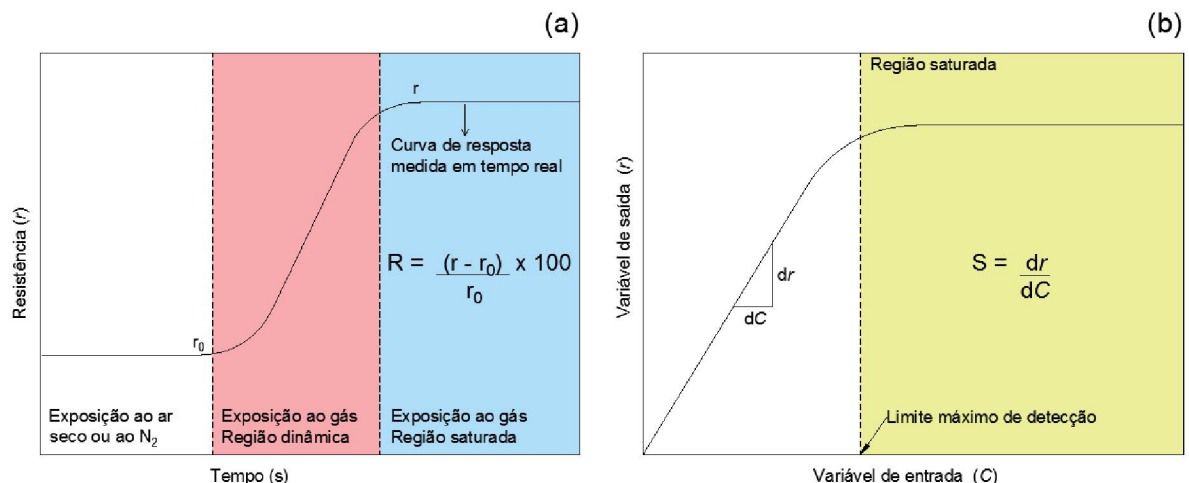 (a)
r
Curva de resposta
medida em tempo real
R = (r - r₀) x 100
r₀
r₀
Exposição ao ar
seco ou ao N₂
Exposição ao gás
Região dinâmica
Exposição ao gás
Região saturada
Resistência (r)
Tempo (s)
(b)
Região saturada
dr
dC
S = dr
dC
Limite máximo de detecção
Variável de saída (r)
Variável de entrada (C)